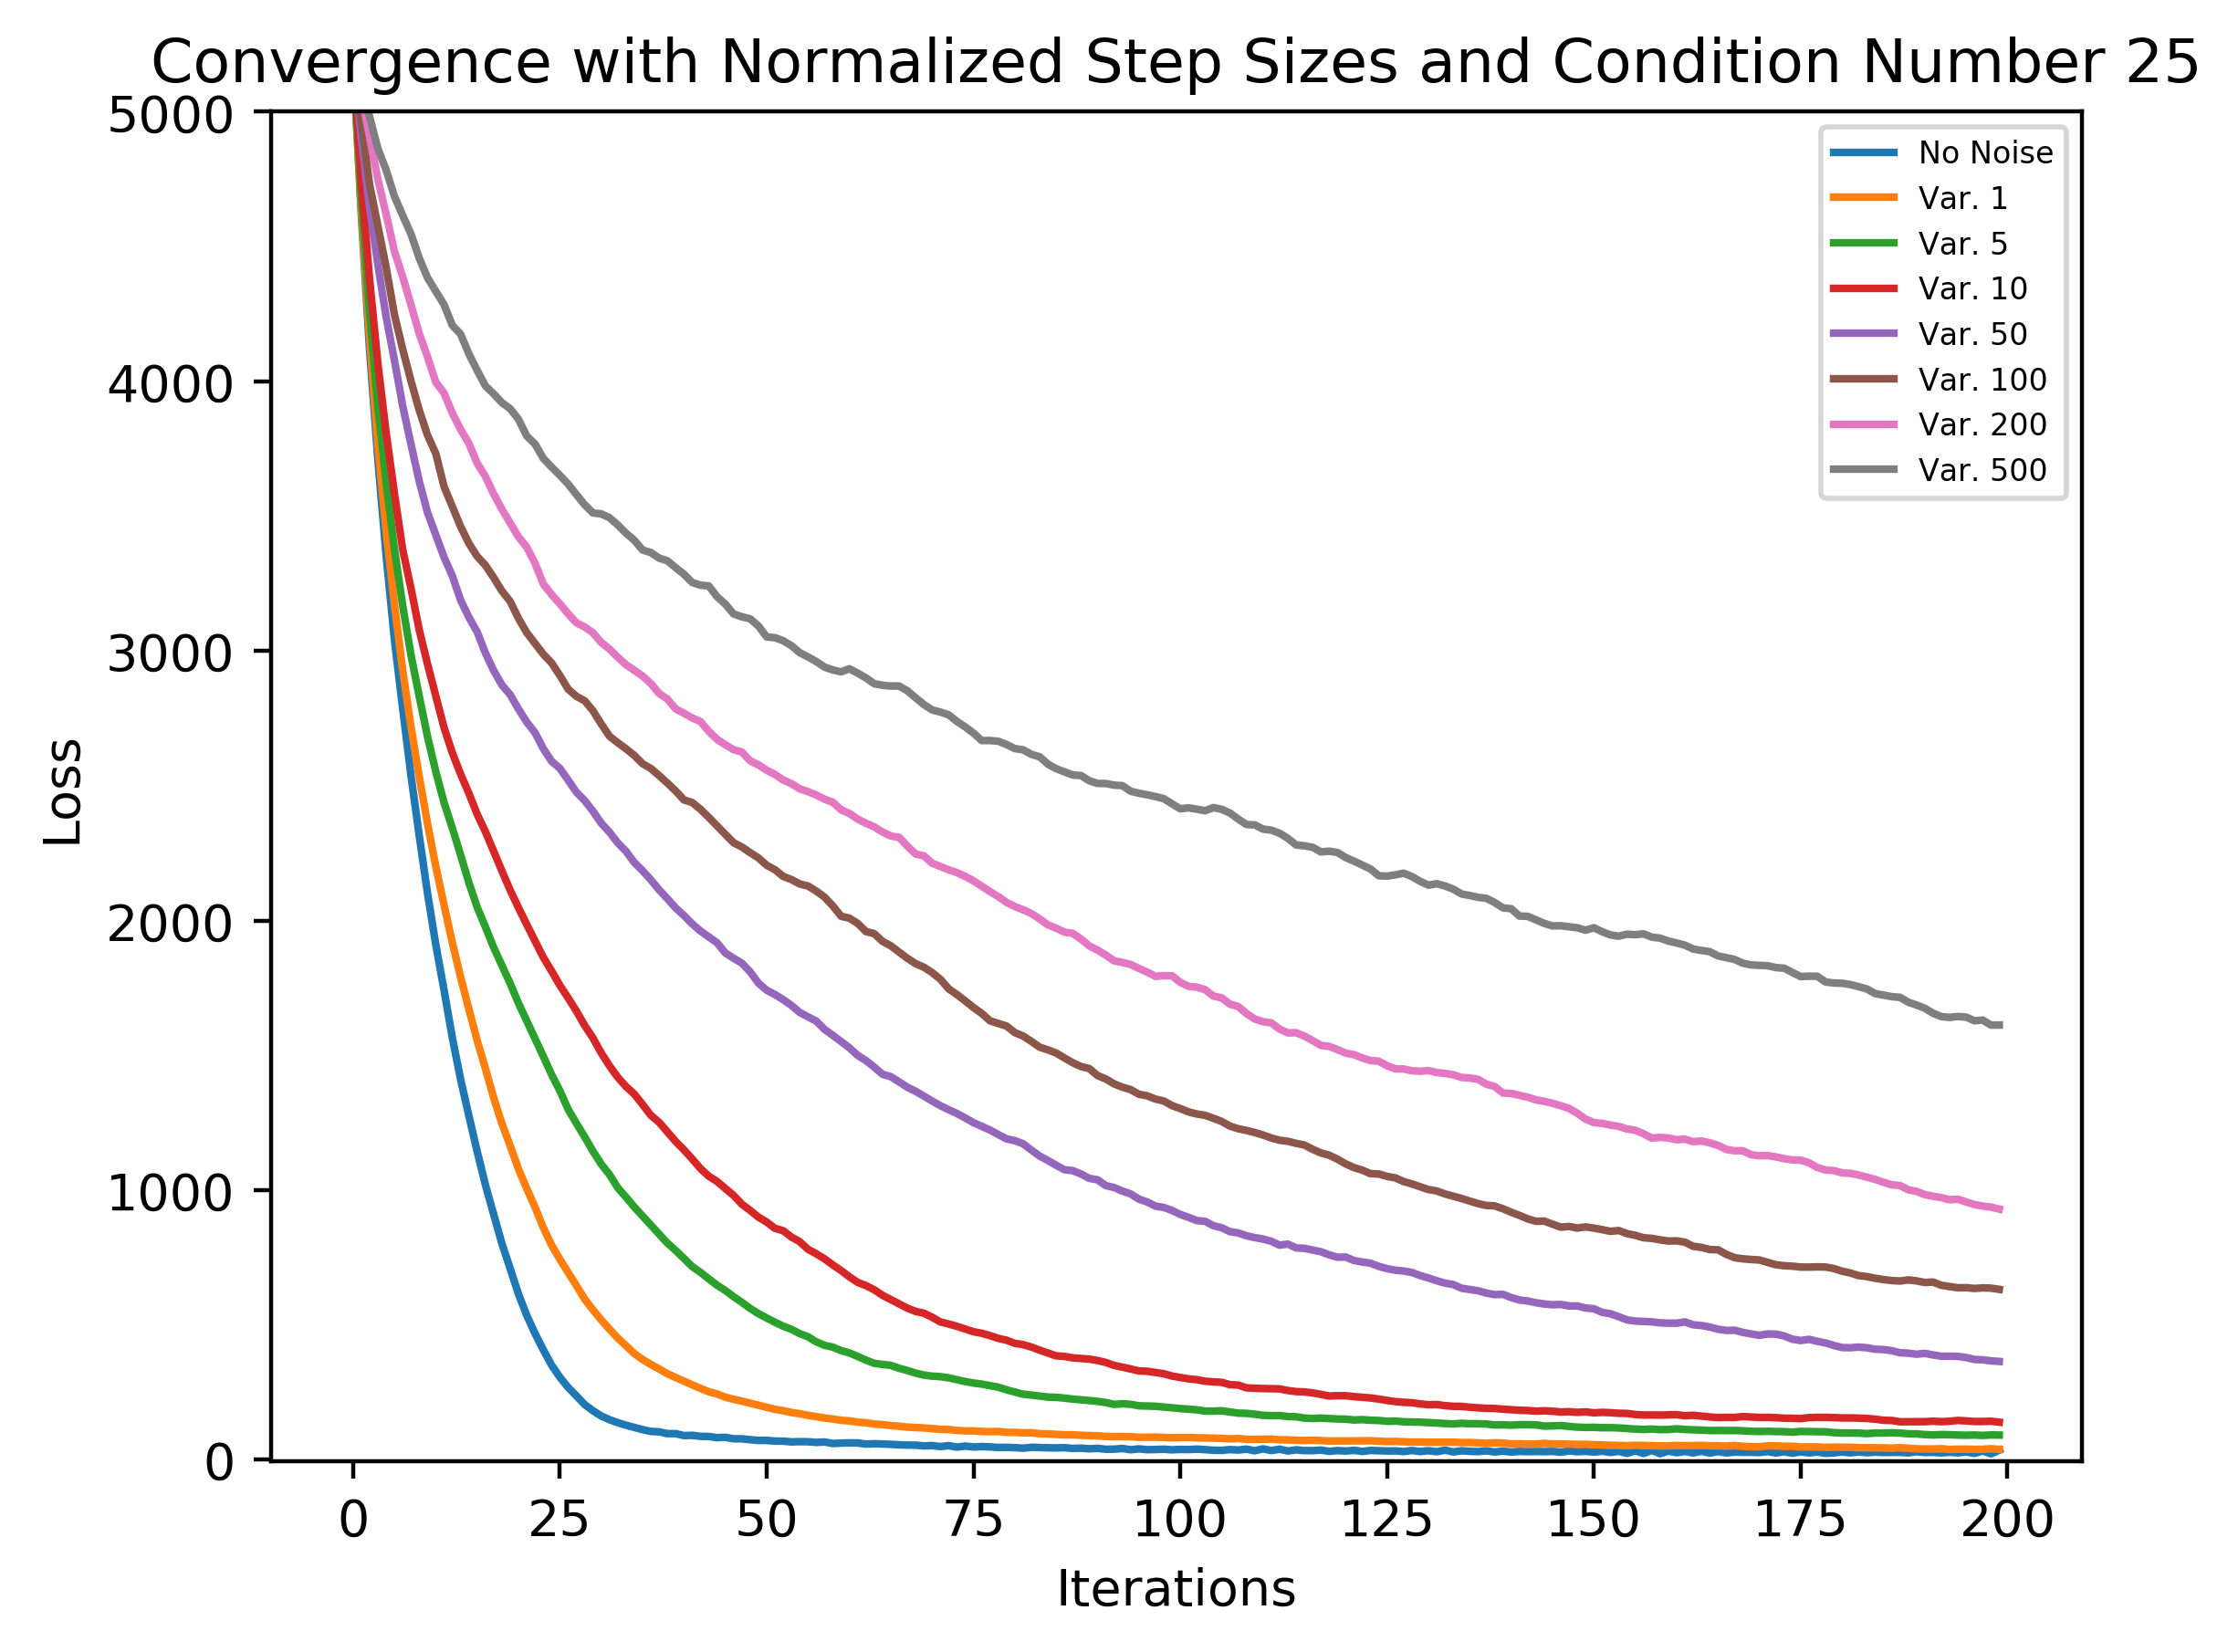 Convergence with Normalized Step Sizes and Condition Number 25
5000
4000
3000
2000
1000
0
Loss
No Noise
Var. 1
Var. 5
Var. 10
Var. 50
Var. 100
Var. 200
Var. 500
0 25 50 75 100 125 150 175 200
Iterations